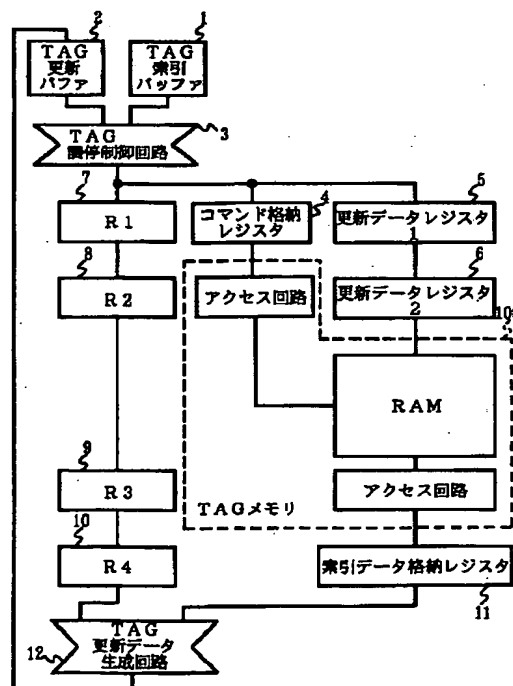 2
TAG
更新
バファ
1
TAG
索引
バッファ
TAG
調停制御回路
3
7
R1
4
コマンド格納
レジスタ
5
更新データレジスタ
1
8
R2
アクセス回路
6
更新データレジスタ
2
10
RAM
9
R3
アクセス回路
TAGメモリ
10
R4
索引データ格納レジスタ
11
TAG
更新データ
生成回路
12